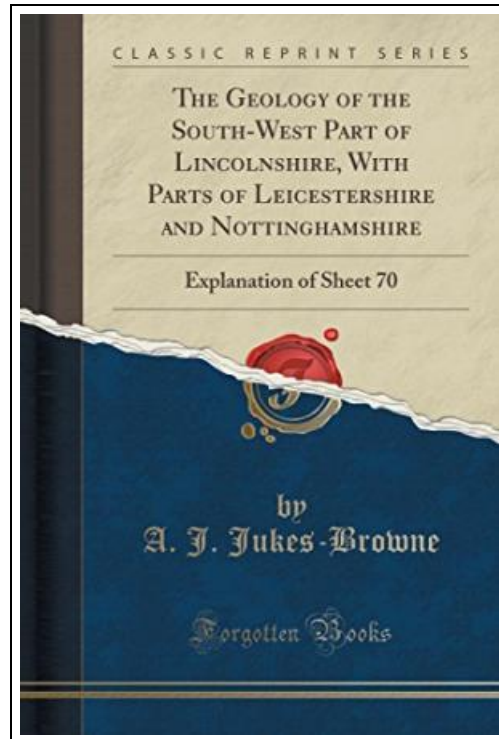 CLASSIC REPRINT SERIES
THE GEOLOGY OF THE
SOUTH-WEST PART OF
LINCOLNSHIRE, WITH
PARTS OF LEICESTERSHIRE
AND NOTTINGHAMSHIRE
Explanation of Sheet 70
by
A. J. Jukes-Browne
Forgotten Books